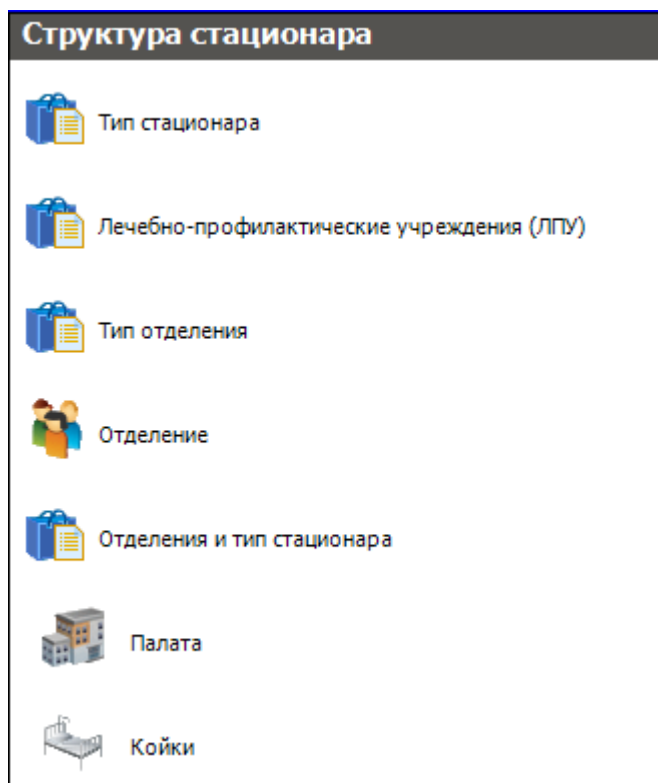 Структура стационара
Тип стационара
Лечебно-профилактические учреждения (ЛПУ)
Тип отделения
Отделение
Отделения и тип стационара
Палата
Койки